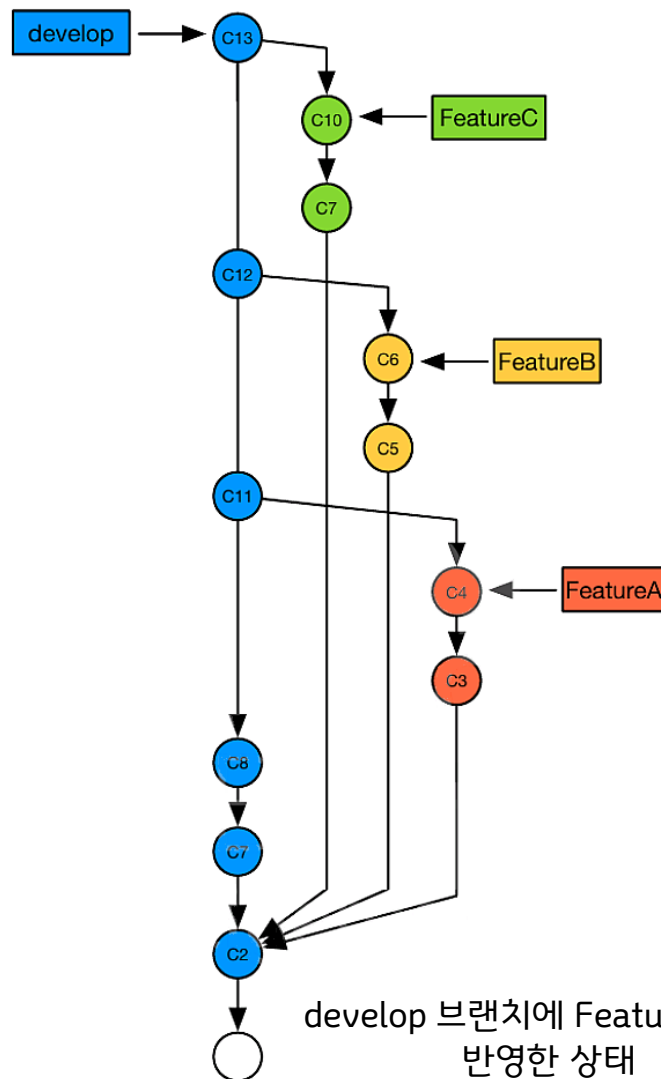 develop
C13
C10
FeatureC
C7
C12
C6
FeatureB
C5
C11
C4
FeatureA
C3
C8
C7
C2
develop 브랜치에 Featu
반영한 상태